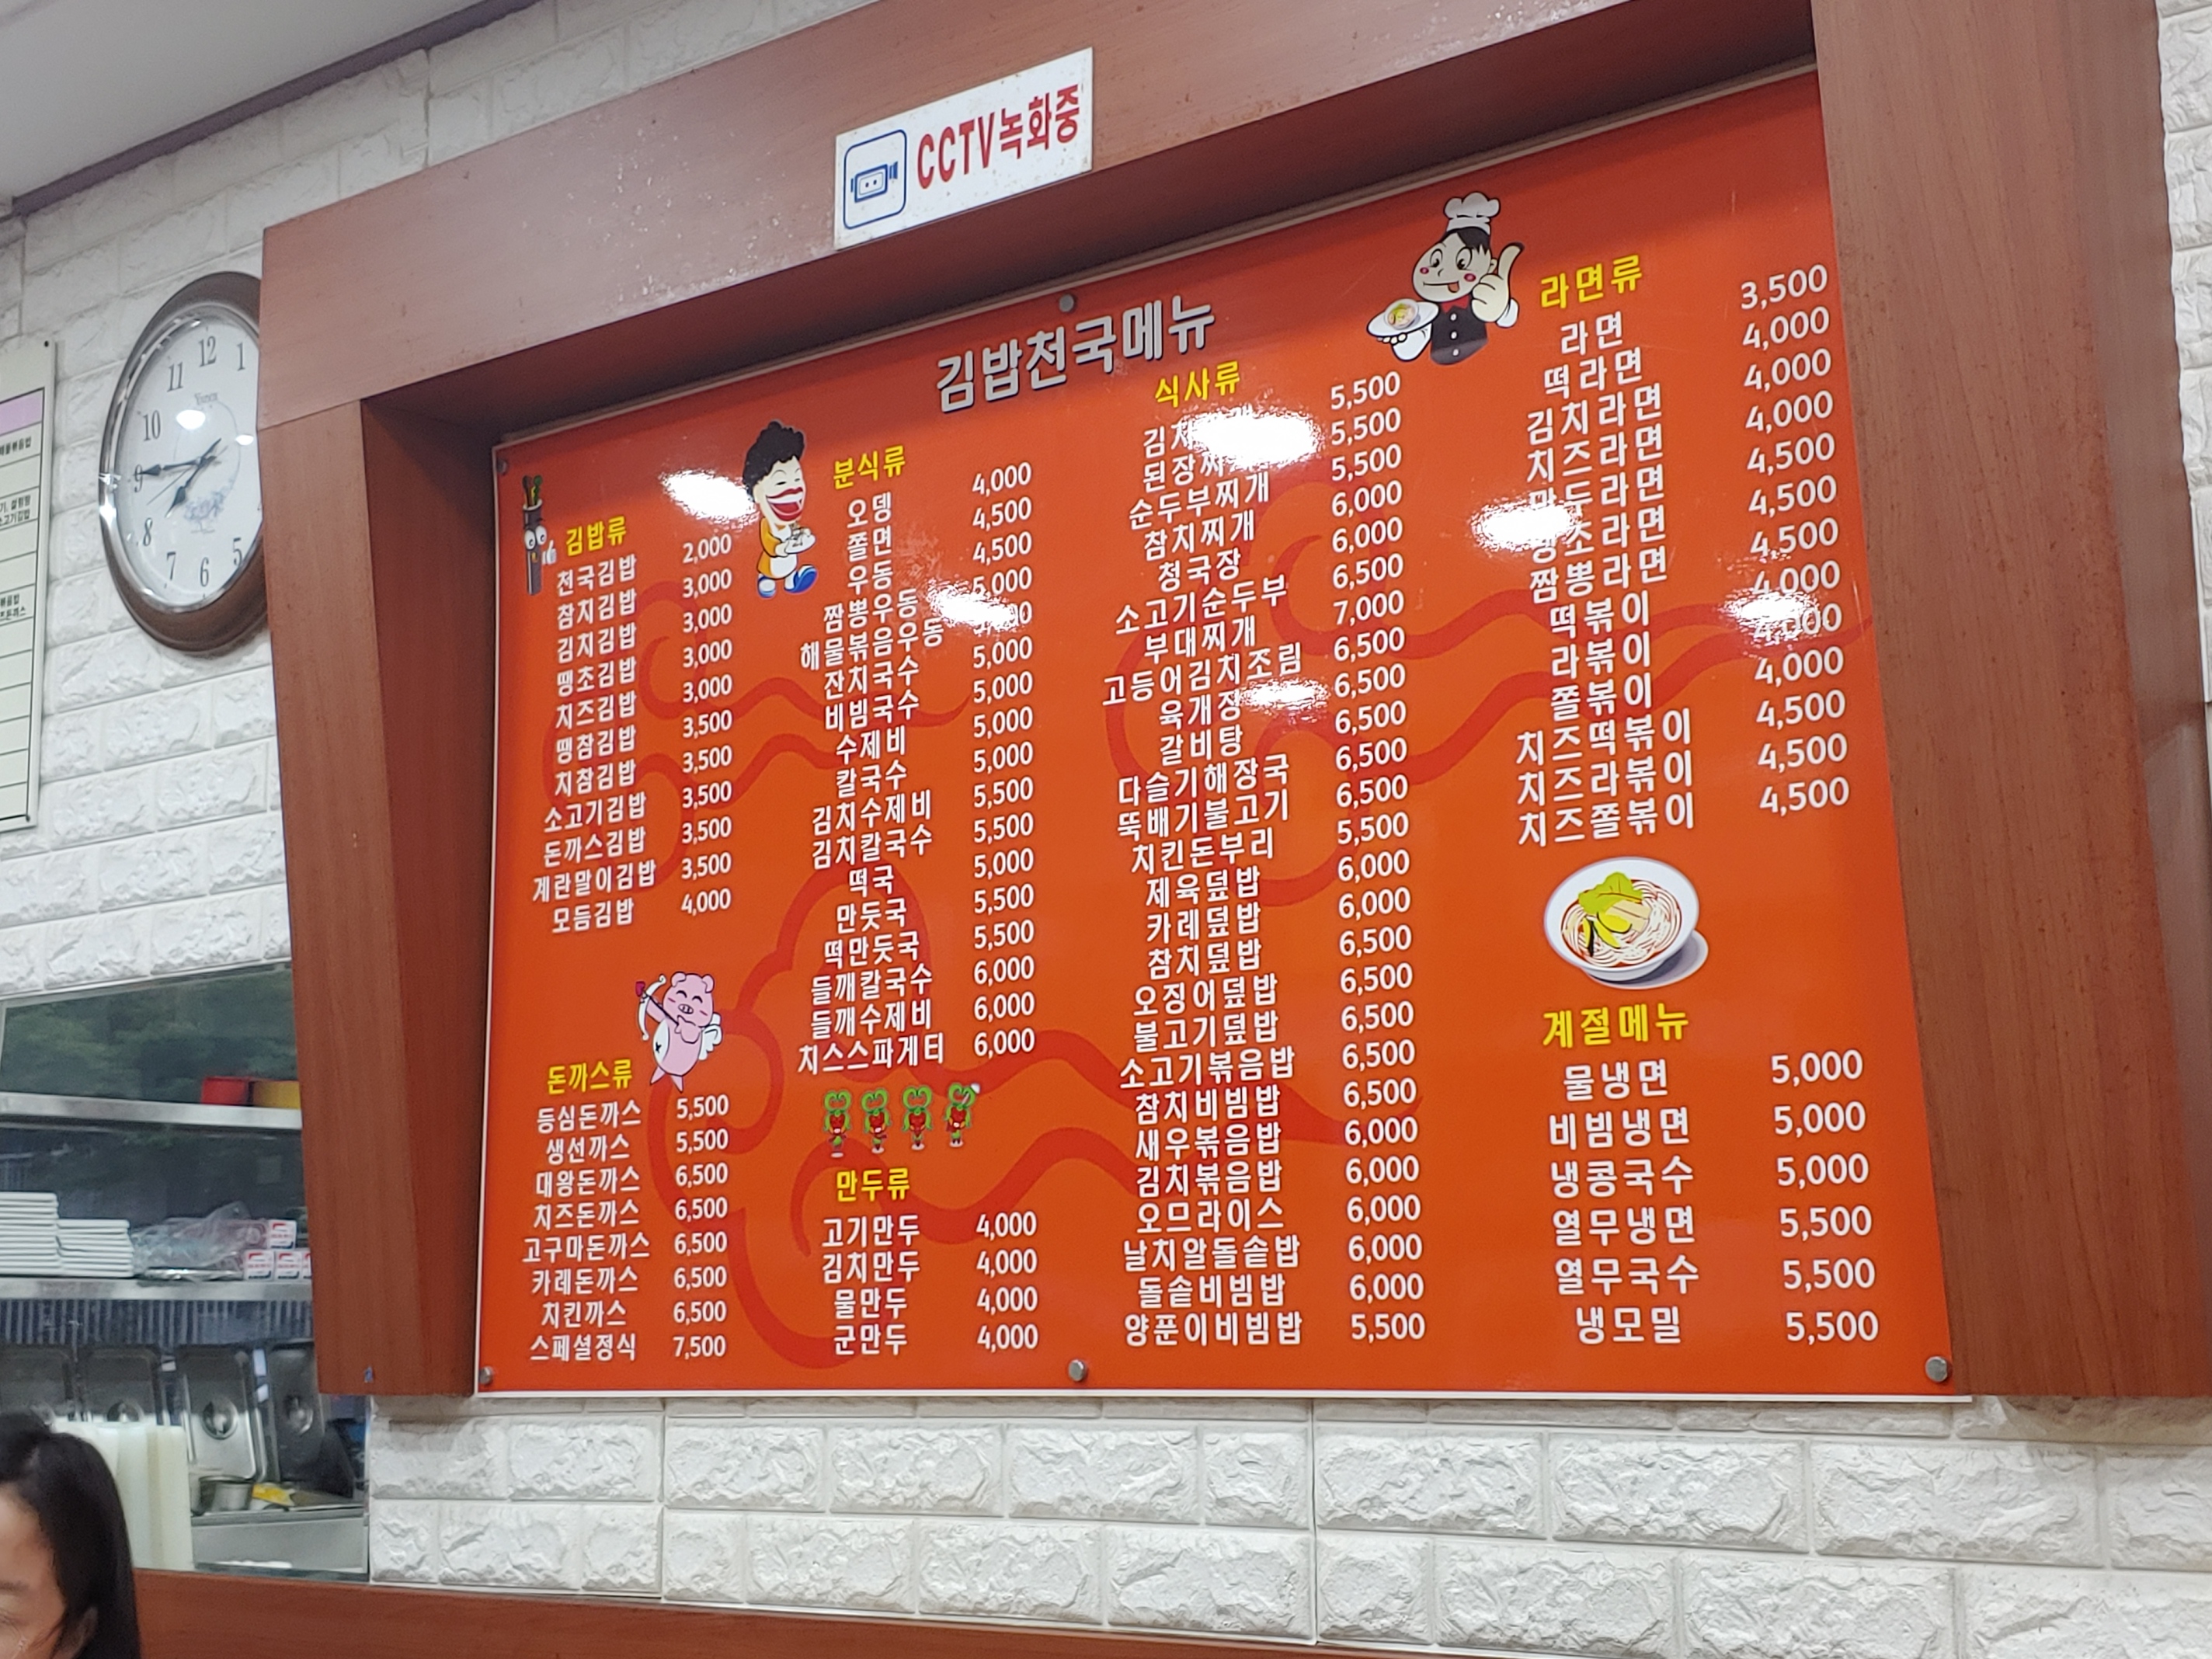 CCTV녹화중
김밥천국메뉴
김밥류
천국김밥 2,000
참치김밥 3,000
김치김밥 3,000
땡초김밥 3,000
치즈김밥 3,000
땡참김밥 3,500
치참김밥 3,500
소고기김밥 3,500
돈까스김밥 3,500
계란말이김밥 3,500
모듬김밥 4,000
돈까스류
등심돈까스 5,500
생선까스 5,500
대왕돈까스 6,500
치즈돈까스 6,500
고구마돈까스 6,500
카레돈까스 6,500
치킨까스 6,500
스페셜정식 7,500
분식류
오뎅 4,000
쫄면 4,500
우동 4,500
짬뽕우동 5,000
해물볶음우동
잔치국수 5,000
비빔국수 5,000
수제비 5,000
칼국수 5,000
김치수제비 5,500
김치칼국수 5,500
떡국 5,000
만둣국 5,500
떡만둣국 5,500
들깨칼국수 6,000
들깨수제비 6,000
치스스파게티 6,000
만두류
고기만두 4,000
김치만두 4,000
물만두 4,000
군만두 4,000
식사류
5,500
5,500
순두부찌개 5,500
참치찌개 6,000
청국장 6,000
소고기순두부 6,500
부대찌개 7,000
고등어김치조림 6,500
육개장 6,500
갈비탕 6,500
다슬기해장국 6,500
뚝배기불고기 6,500
치킨돈부리 5,500
제육덮밥 6,000
카레덮밥 6,000
참치덮밥 6,500
오징어덮밥 6,500
불고기덮밥 6,500
소고기볶음밥 6,500
참치비빔밥 6,500
새우볶음밥 6,000
김치볶음밥 6,000
오므라이스 6,000
날치알돌솥밥 6,000
돌솥비빔밥 6,000
양푼이비빔밥 5,500
라면류
라면 3,500
떡라면 4,000
김치라면 4,000
치즈라면 4,000
만두라면 4,500
땡초라면 4,500
짬뽕라면 4,500
떡볶이 4,000
라볶이 4,000
쫄볶이 4,000
치즈떡볶이 4,500
치즈라볶이 4,500
치즈쫄볶이 4,500
계절메뉴
물냉면 5,000
비빔냉면 5,000
냉콩국수 5,000
열무냉면 5,500
열무국수 5,500
냉모밀 5,500
12
1
11
10
9
8
7
6
5